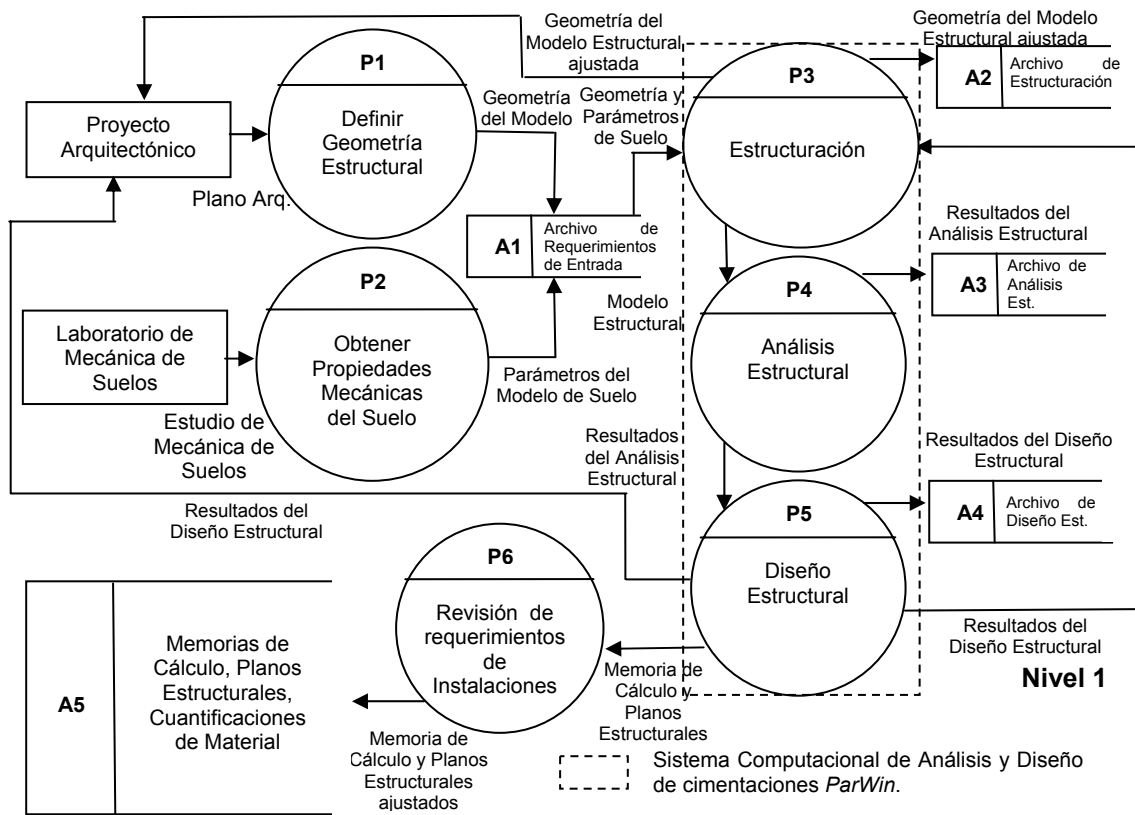 Geometría del
Modelo Estructural
ajustada
Geometría del Modelo
Estructural ajustada
P1
P3
A2
Archivo de
Estructuración
Proyecto
Arquitectónico
Definir
Geometría
Estructural
Geometría
del Modelo
Geometría y
Parámetros
de Suelo
Estructuración
Plano Arq.
A1
Archivo de
Requerimientos
de Entrada
Resultados del
Análisis Estructural
P2
P4
A3
Archivo de
Análisis
Est.
Modelo
Estructural
Laboratorio de
Mecánica de
Suelos
Obtener
Propiedades
Mecánicas
del Suelo
Análisis
Estructural
Parámetros del
Modelo de Suelo
Estudio de
Mecánica de
Suelos
Resultados
del Análisis
Estructural
Resultados del Diseño
Estructural
P5
A4
Archivo de
Diseño Est.
Resultados del
Diseño Estructural
P6
Diseño
Estructural
Revisión de
requerimientos
de
Instalaciones
Resultados del
Diseño Estructural
Nivel 1
A5
Memorias de
Cálculo, Planos
Estructurales,
Cuantificaciones
de Material
Memoria de
Cálculo y
Planos
Estructurales
Memoria de
Cálculo y Planos
Estructurales
ajustados
Sistema Computacional de Análisis y Diseño
de cimentaciones ParWin.